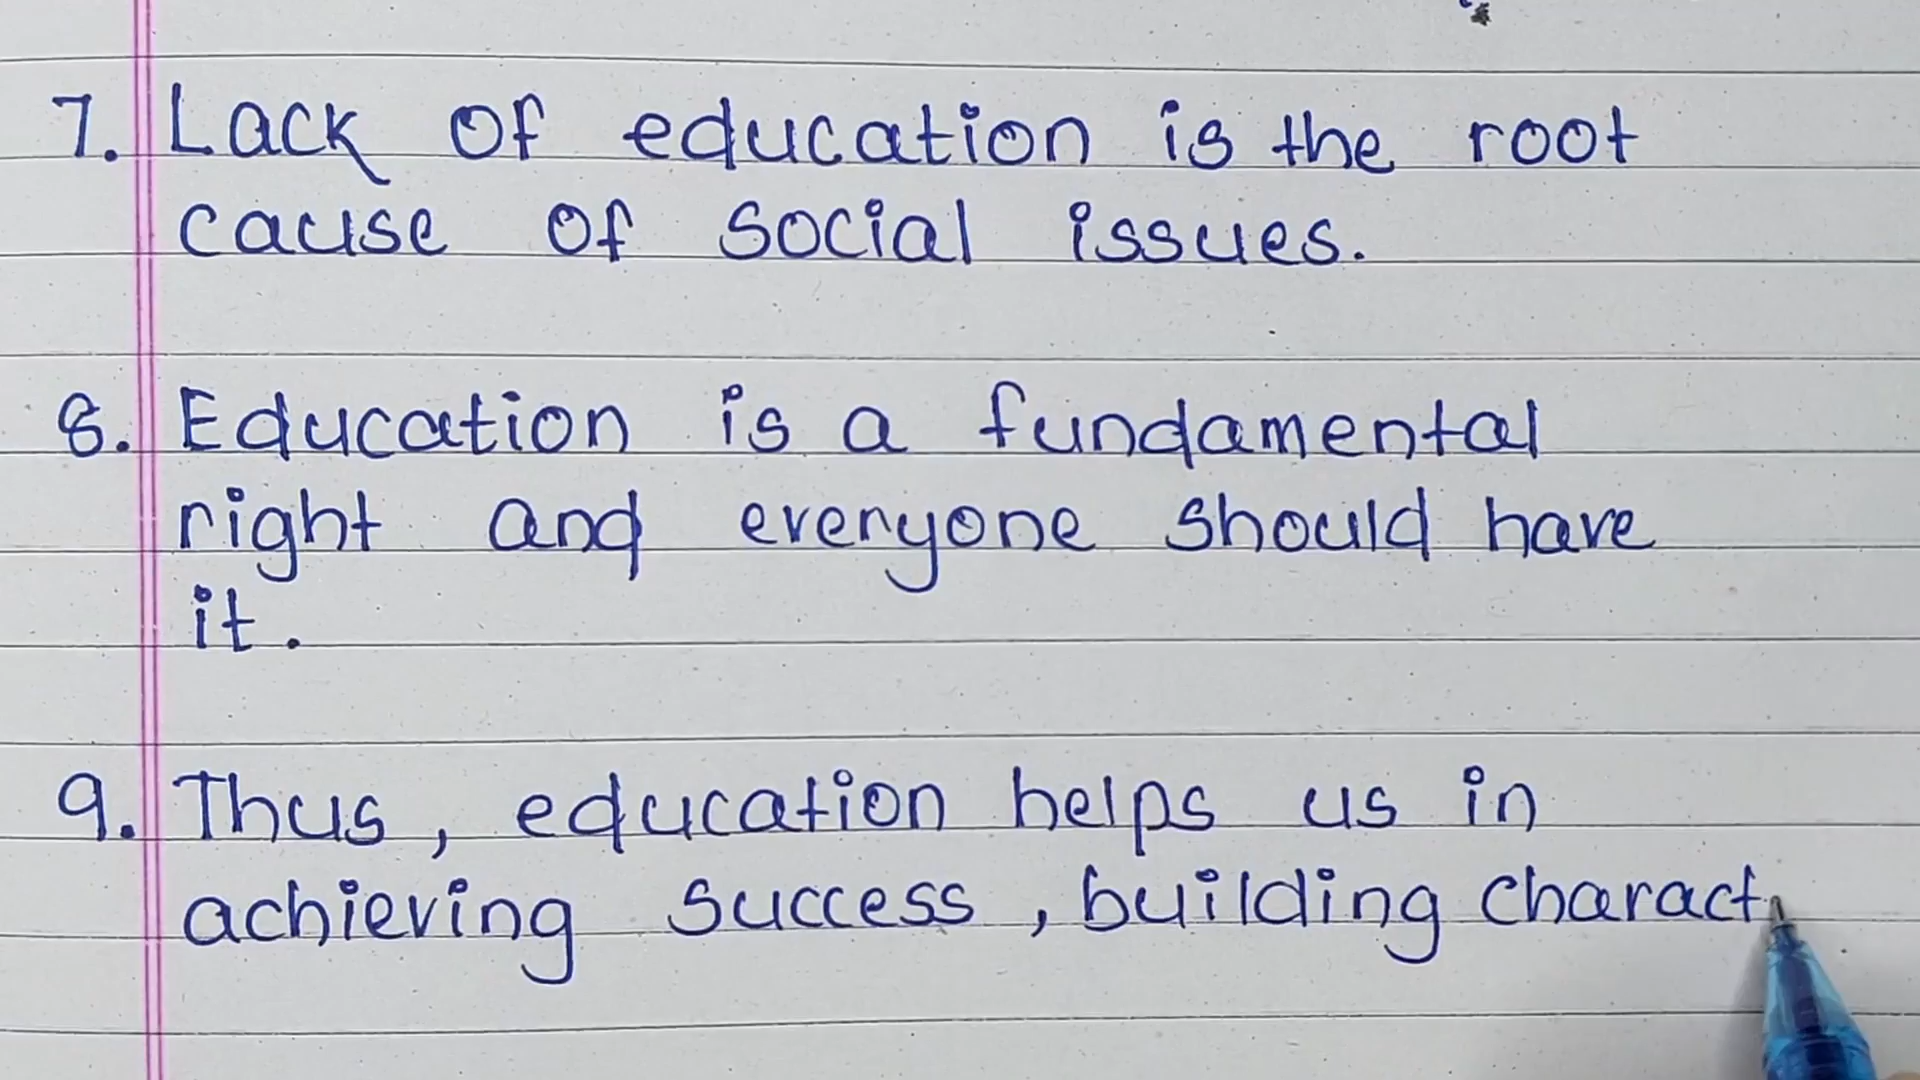 7. Lack of education is the root
cause of social issues.
8. Education is a fundamental
right and everyone should have
it.
9. Thus, education helps us in
achieving success, building charact